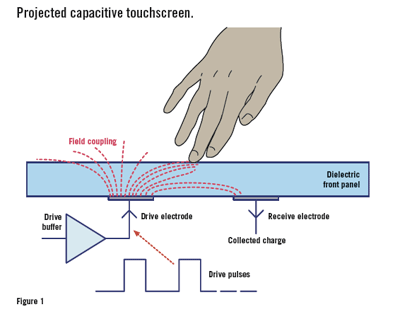 Projected capacitive touchscreen.
Field coupling
Dielectric
front panel
Drive
buffer
Drive electrode
Receive electrode
Collected charge
Drive pulses
Figure 1